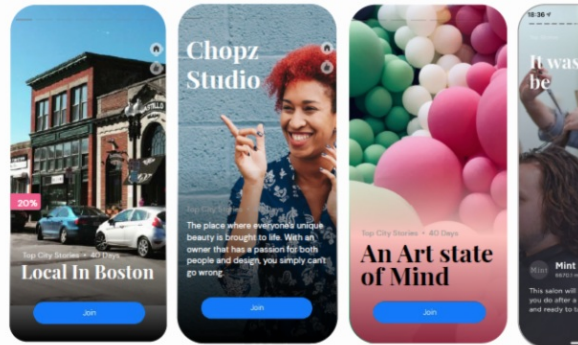 20%
Top City Stories • 40 Days
Local In Boston
Join
Chopz
Studio
Top City Stories • 40 Days
The place where everyone's unique
beauty is brought to life. With an
owner that has a passion for both
people and design, you simply can't
go wrong.
Join
Top City Stories • 40 Days
An Art state
of Mind
Join
18:36
It was
be
Mint
Mint
This salon will
you do after a
and ready to